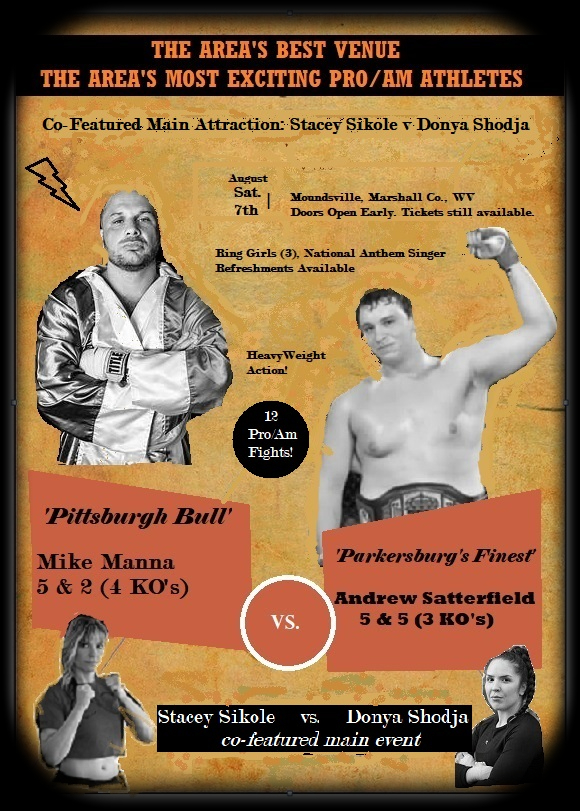 THE AREA'S BEST VENUE
THE AREA'S MOST EXCITING PRO/AM ATHLETES
Co-Featured Main Attraction: Stacey Sikole v Donya Shodja
August
Sat.
7th
Moundsville, Marshall Co., WV
Doors Open Early. Tickets still available.
Ring Girls (3), National Anthem Singer
Refreshments Available
HeavyWeight
Action!
12
Pro/Am
Fights!
'Pittsburgh Bull'
Mike Manna
5 & 2 (4 KO's)
VS.
'Parkersburg's Finest'
Andrew Satterfield
5 & 5 (3 KO's)
Stacey Sikole vs. Donya Shodja
co-featured main event